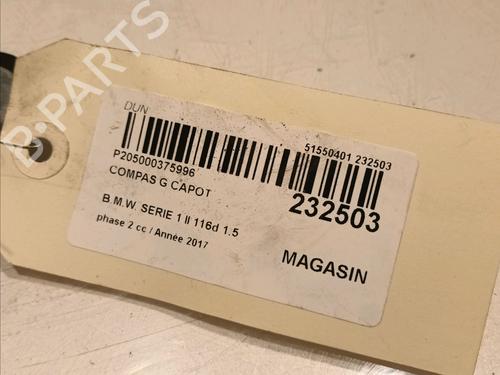 B-PARTS
DUN
51550401 232503
P205000375996
COMPAS G CAPOT
232503
B.M.W. SERIE 1 II 116d 1.5
phase 2 cc / Année 2017
MAGASIN